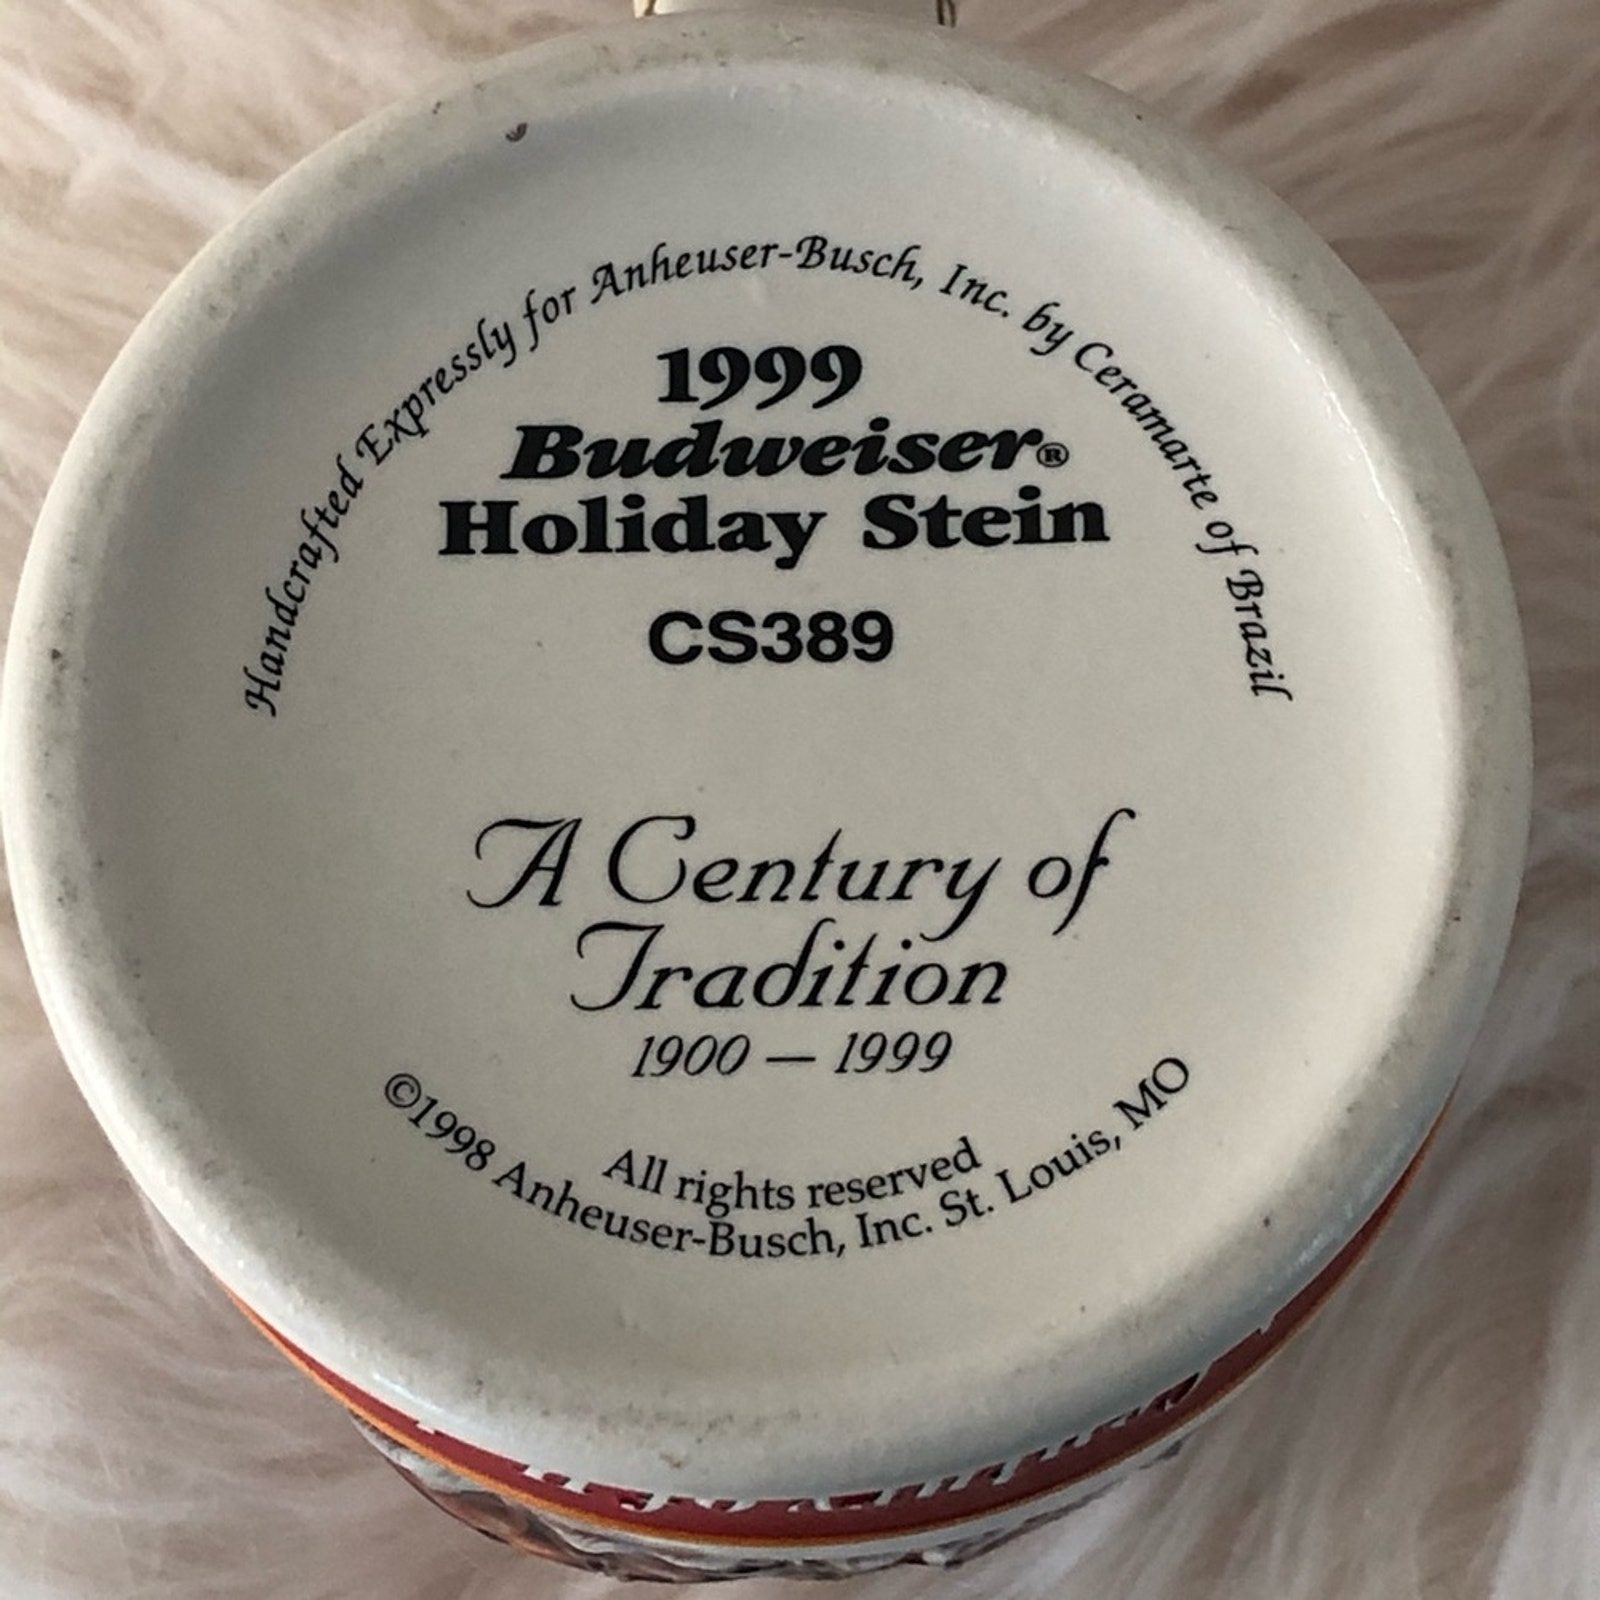 Handcrafted Expressly for Anheuser-Busch, Inc. by Ceramarte of Brazil
1999
Budweiser®
Holiday Stein
CS389
A Century of
Tradition
1900 — 1999
All rights reserved
©1998 Anheuser-Busch, Inc. St. Louis, MO